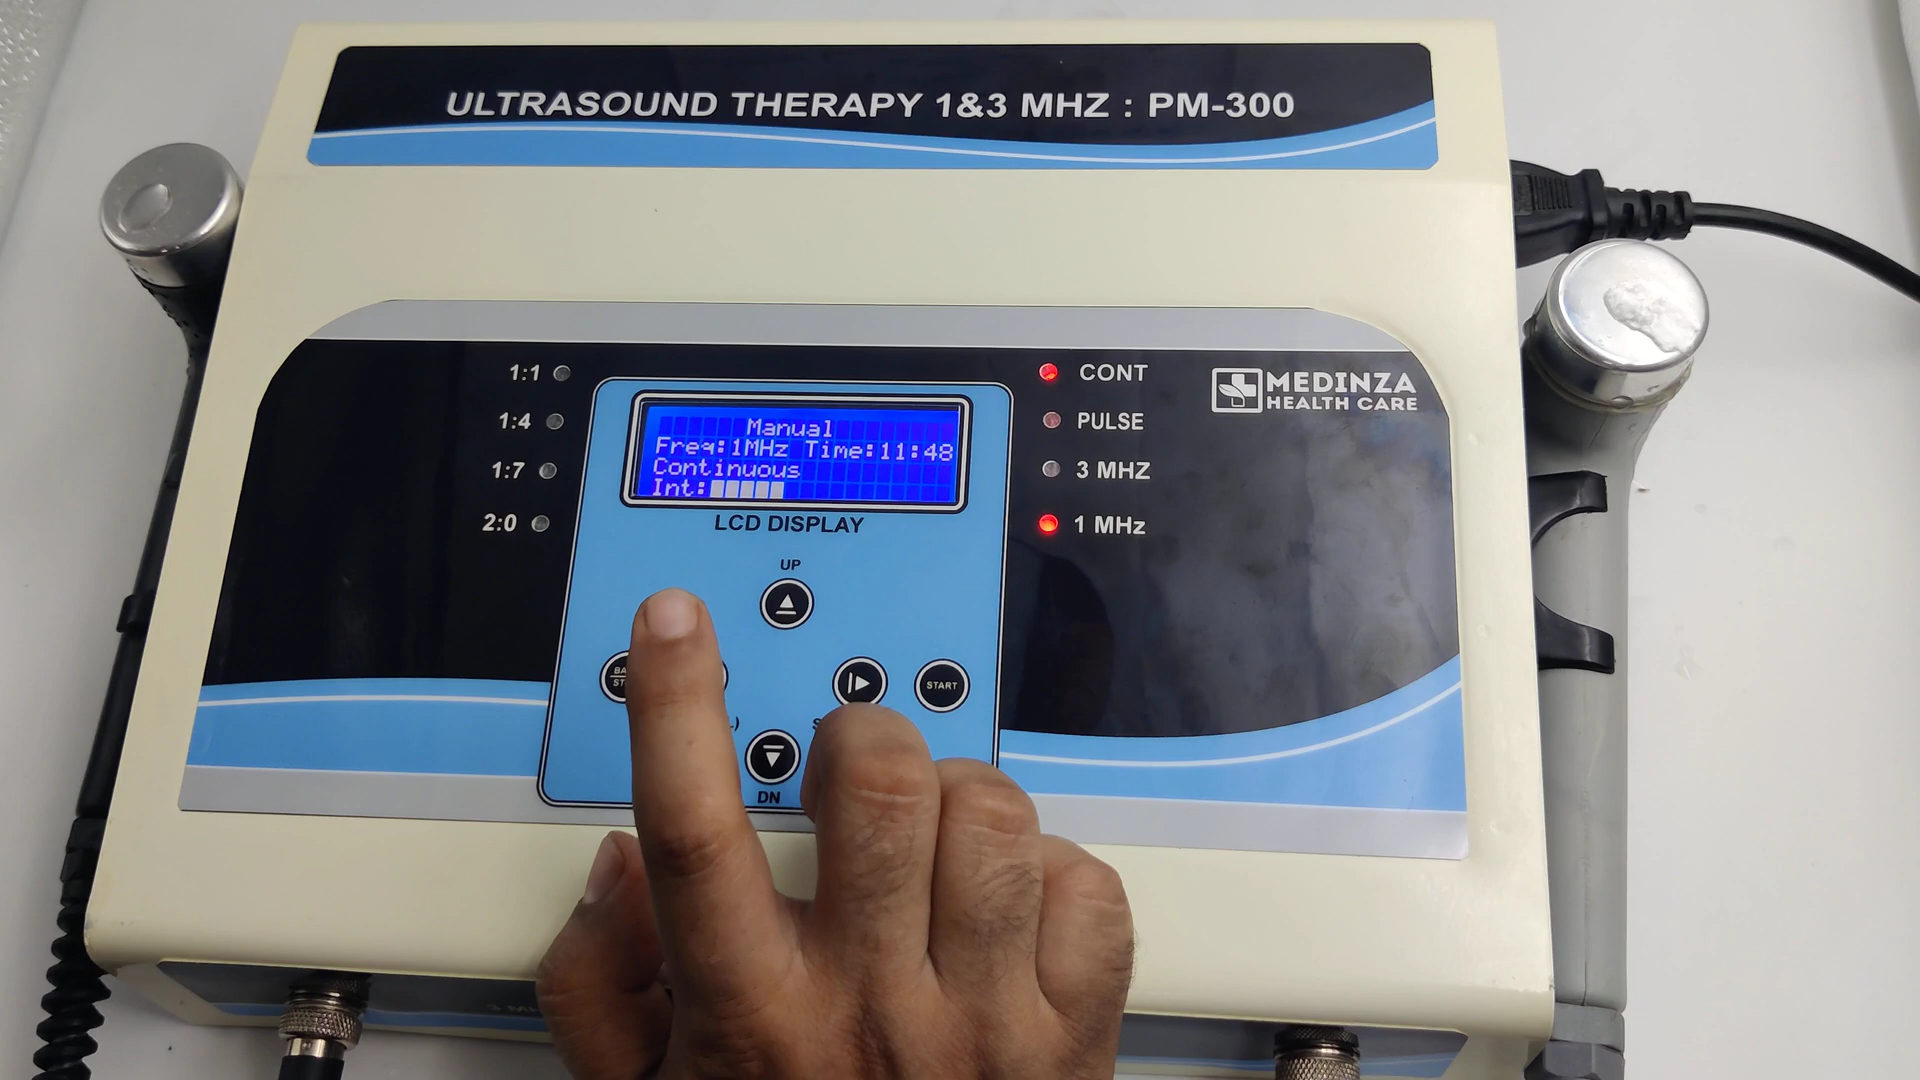 ULTRASOUND THERAPY 1&3 MHZ : PM-300
1:1
1:4
1:7
2:0
Manual
Freq:1MHz Time:11:48
Continuous
Int:
LCD DISPLAY
CONT
PULSE
3 MHZ
1 MHz
MEDINZA
HEALTH CARE
UP
START
DN